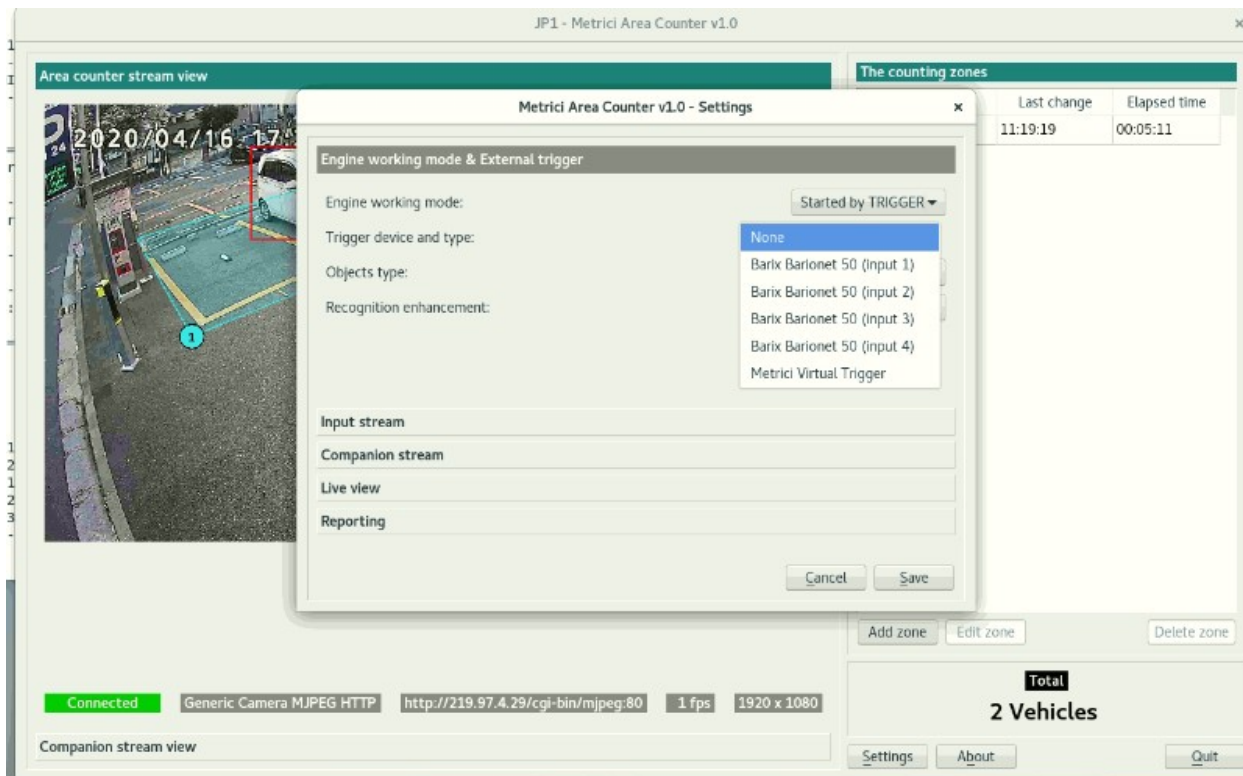 JP1 - Metrici Area Counter v1.0
Area counter stream view
The counting zones
Last change Elapsed time
11:19:19 00:05:11
2020/04/16 17
24
1
Metrici Area Counter v1.0 - Settings
Engine working mode & External trigger
Engine working mode: Started by TRIGGER
Trigger device and type:
Objects type:
Recognition enhancement:
None
Barix Barionet 50 (input 1)
Barix Barionet 50 (input 2)
Barix Barionet 50 (input 3)
Barix Barionet 50 (input 4)
Metrici Virtual Trigger
Input stream
Companion stream
Live view
Reporting
Cancel Save
Add zone Edit zone Delete zone
Connected Generic Camera MJPEG HTTP http://219.97.4.29/cgi-bin/mjpeg:80 1 fps 1920 x 1080
Total
2 Vehicles
Companion stream view
Settings About Quit